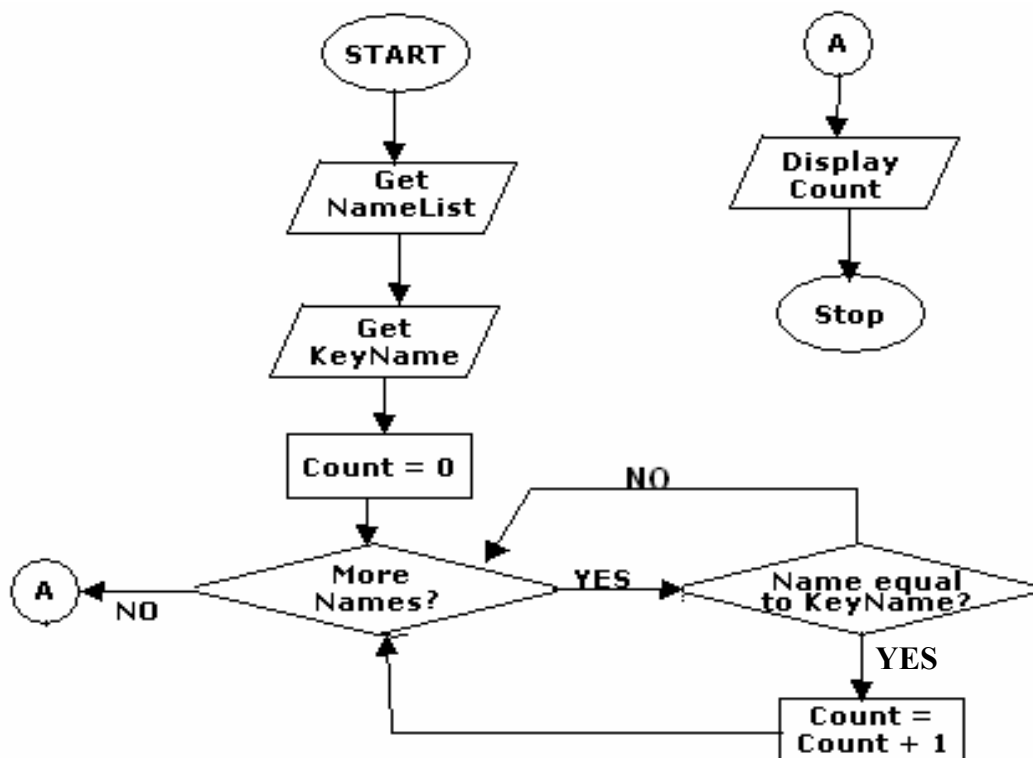 START
Get
NameList
Get
KeyName
Count = 0
More
Names?
NO
A
YES
Name equal
to KeyName?
NO
YES
Count =
Count + 1
A
Display
Count
Stop